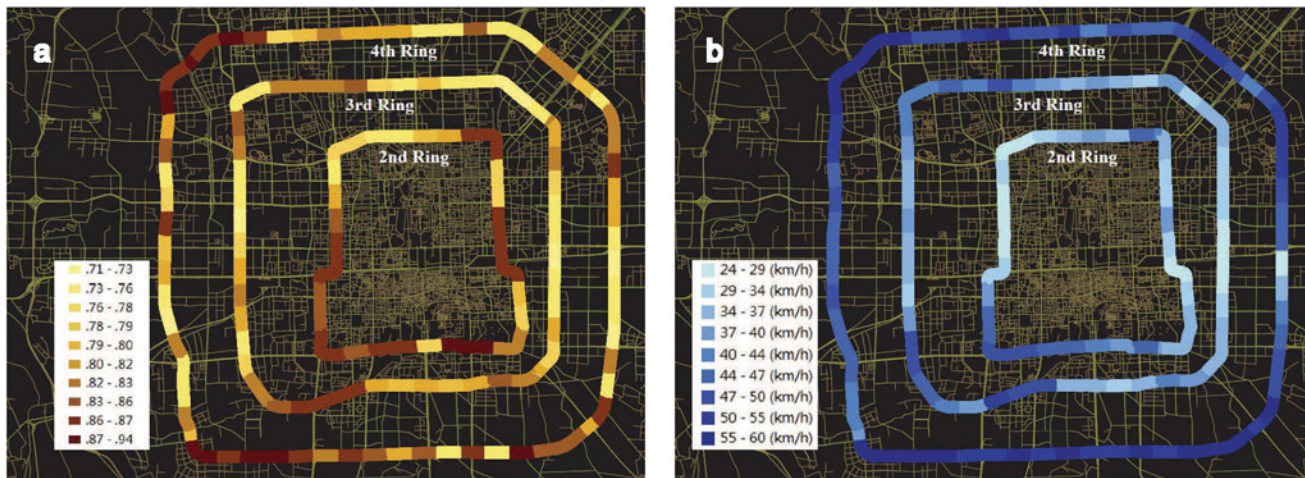 a
4th Ring
3rd Ring
2nd Ring
.71 - .73
.73 - .76
.76 - .78
.78 - .79
.79 - .80
.80 - .82
.82 - .83
.83 - .86
.86 - .87
.87 - .94
b
4th Ring
3rd Ring
2nd Ring
24 - 29 (km/h)
29 - 34 (km/h)
34 - 37 (km/h)
37 - 40 (km/h)
40 - 44 (km/h)
44 - 47 (km/h)
47 - 50 (km/h)
50 - 55 (km/h)
55 - 60 (km/h)